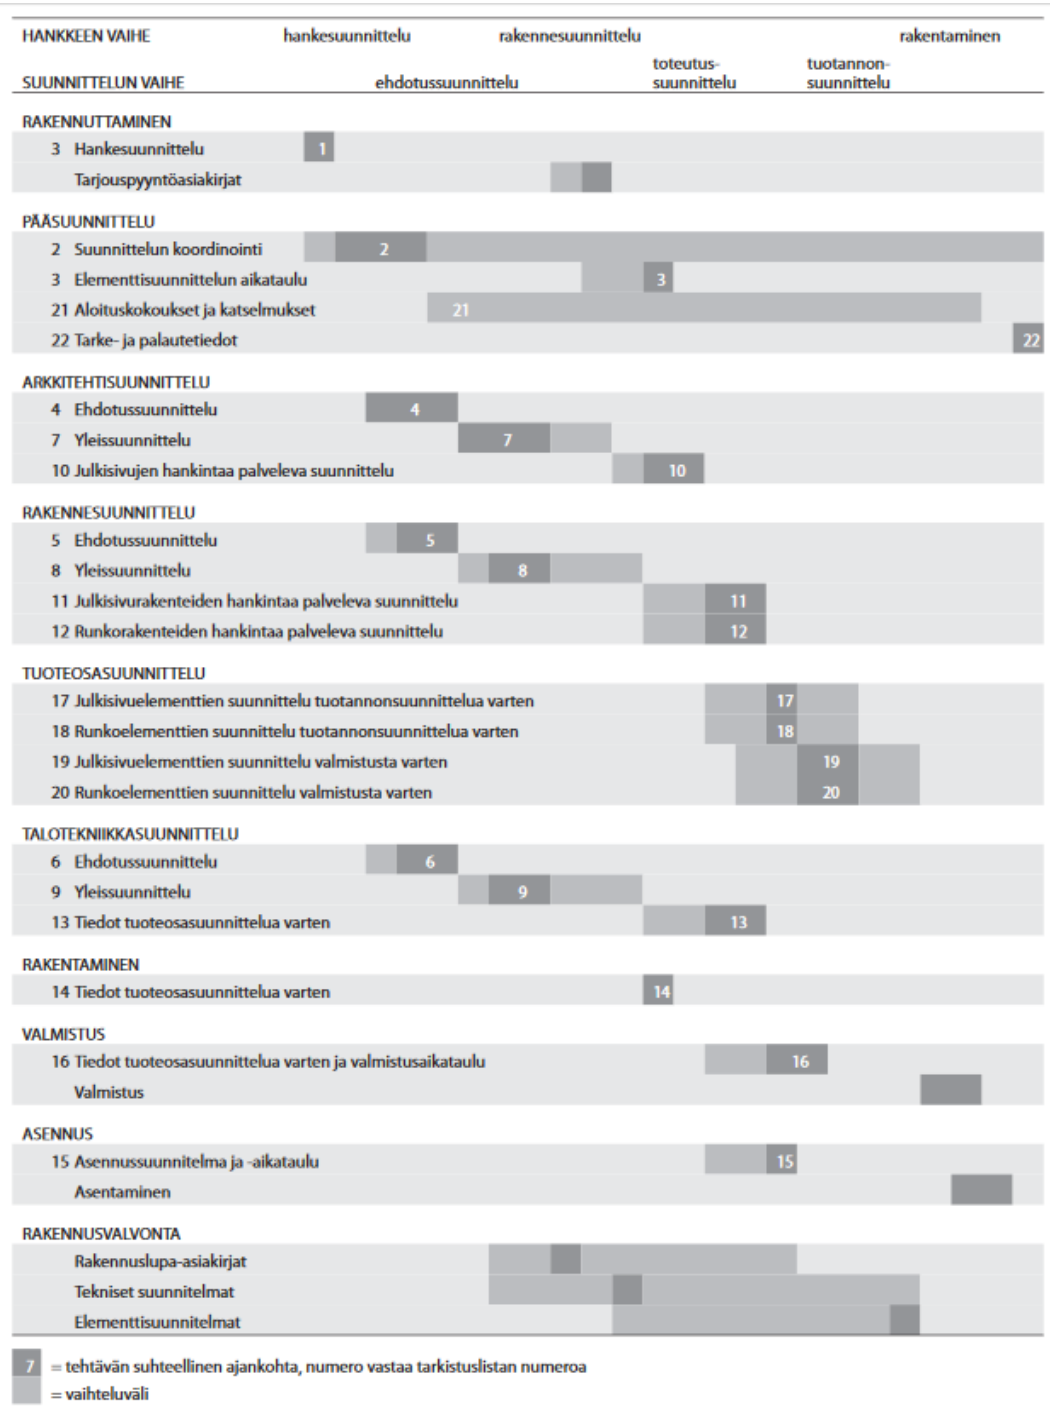 HANKKEEN VAIHE hankesuunnittelu rakennesuunnittelu rakentaminen
toteutus- tuotannon-
SUUNNITTELUN VAIHE ehdotussuunnittelu suunnittelu suunnittelu
RAKENNUTTAMINEN
3 Hankesuunnittelu 1
Tarjouspyyntöasiakirjat
PÄÄSUUNNITTELU
2 Suunnittelun koordinointi 2
3 Elementtisuunnittelun aikataulu 3
21 Aloituskokoukset ja katselmukset 21
22 Tarke- ja palautetiedot 22
ARKKITEHTISUUNNITTELU
4 Ehdotussuunnittelu 4
7 Yleissuunnittelu 7
10 Julkisivujen hankintaa palveleva suunnittelu 10
RAKENNESUUNNITTELU
5 Ehdotussuunnittelu 5
8 Yleissuunnittelu 8
11 Julkisivurakenteiden hankintaa palveleva suunnittelu 11
12 Runkorakenteiden hankintaa palveleva suunnittelu 12
TUOTEOSASUUNNITTELU
17 Julkisivuelementtien suunnittelu tuotannonsuunnittelua varten 17
18 Runkoelementtien suunnittelu tuotannonsuunnittelua varten 18
19 Julkisivuelementtien suunnittelu valmistusta varten 19
20 Runkoelementtien suunnittelu valmistusta varten 20
TALOTEKNIIKKASUUNNITTELU
6 Ehdotussuunnittelu 6
9 Yleissuunnittelu 9
13 Tiedot tuoteosasuunnittelua varten 13
RAKENTAMINEN
14 Tiedot tuoteosasuunnittelua varten 14
VALMISTUS
16 Tiedot tuoteosasuunnittelua varten ja valmistusaikataulu 16
Valmistus
ASENNUS
15 Asennussuunnitelma ja -aikataulu 15
Asentaminen
RAKENNUSVALVONTA
Rakennuslupa-asiakirjat
Tekniset suunnitelmat
Elementtisuunnitelmat
7 = tehtävän suhteellinen ajankohta, numero vastaa tarkistuslistan numeroa
= vaihteluväli